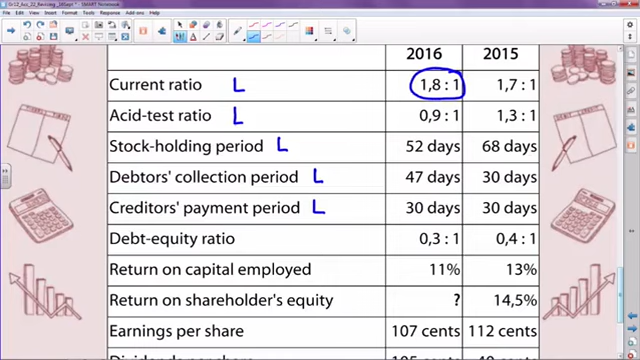 Gr12_Acc_22_Revising_28Sept * - SMART Notebook
File Edit View Insert Format Tools Add-ons Help
2016 2015
Current ratio L 1,8 : 1 1,7 : 1
Acid-test ratio L 0,9 : 1 1,3 : 1
Stock-holding period L 52 days 68 days
Debtors' collection period L 47 days 30 days
Creditors' payment period L 30 days 30 days
Debt-equity ratio 0,3 : 1 0,4 : 1
Return on capital employed 11% 13%
Return on shareholder's equity ? 14,5%
Earnings per share 107 cents 112 cents